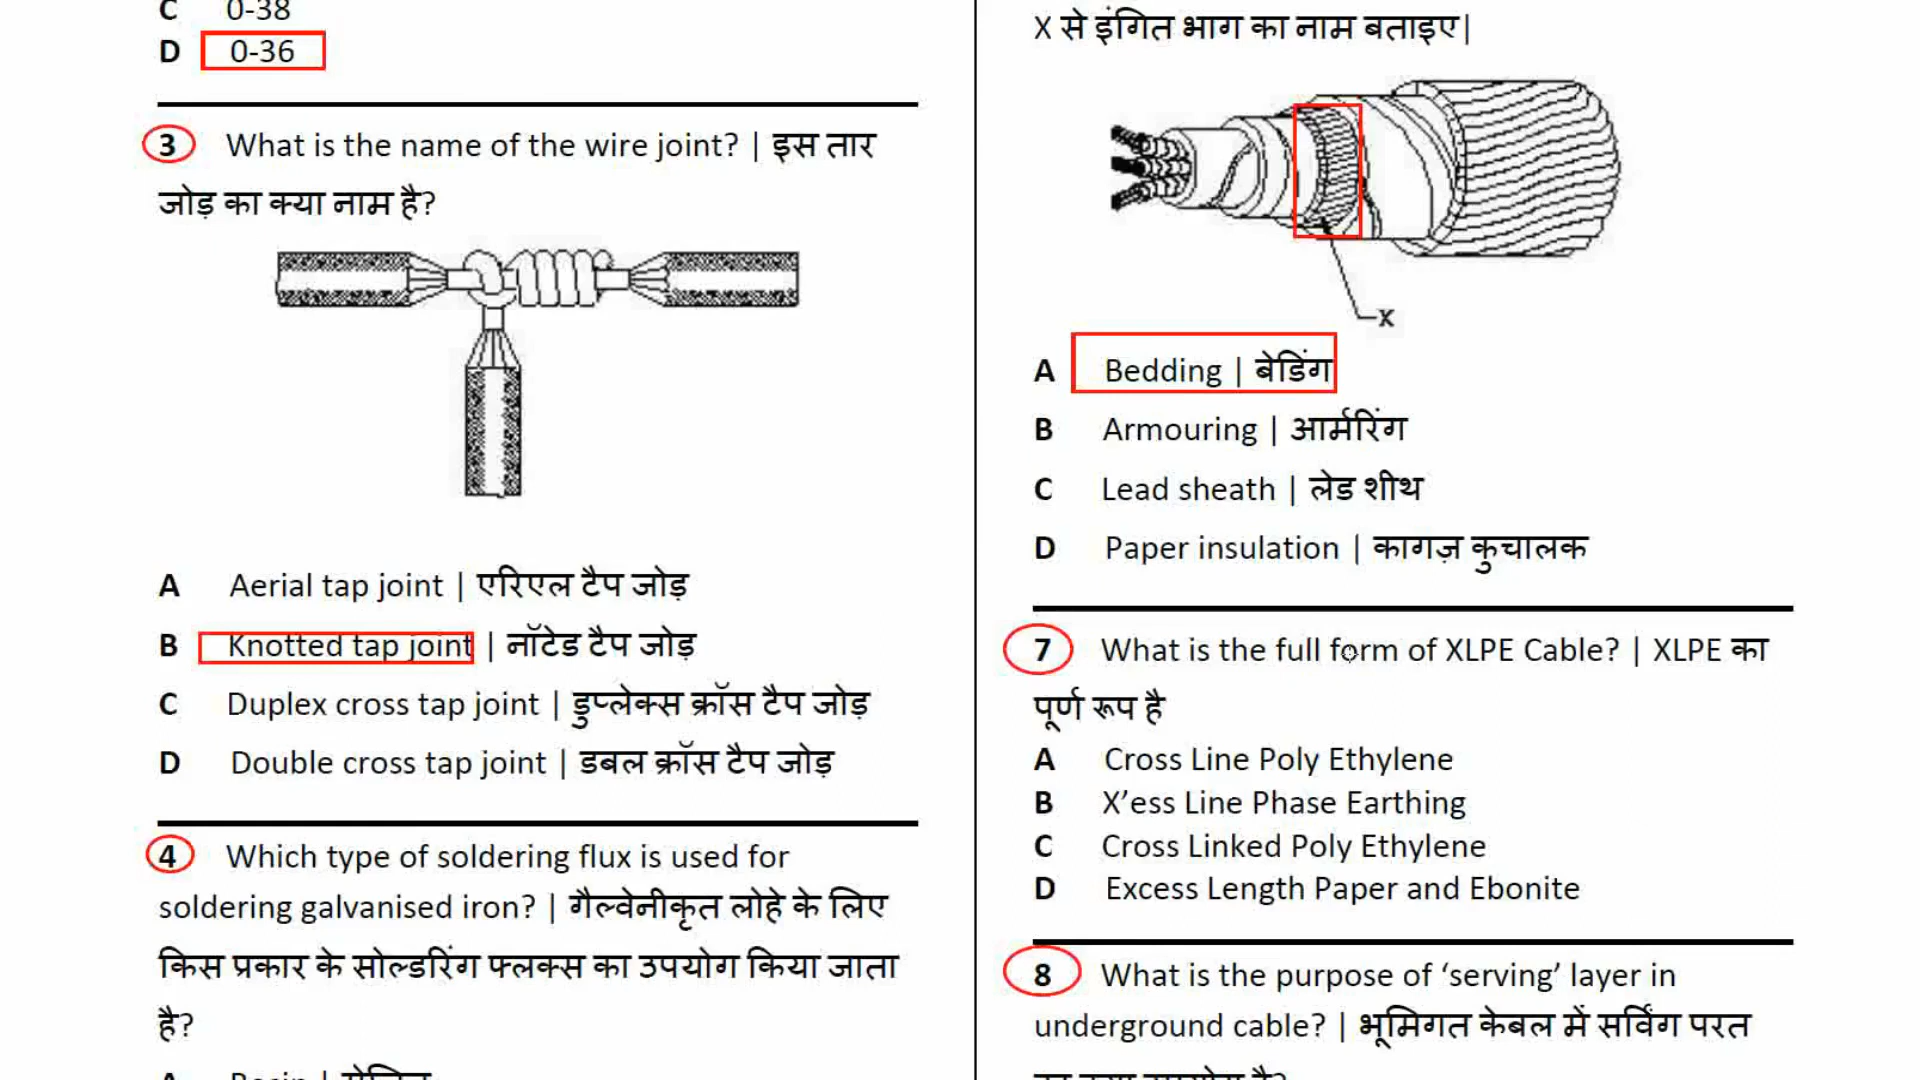 C 0-38
D 0-36
3 What is the name of the wire joint? | इस तार
जोड़ का क्या नाम है?
A Aerial tap joint | एरिएल टैप जोड़
B Knotted tap joint | नॉटेड टैप जोड़
C Duplex cross tap joint | डुप्लेक्स क्रॉस टैप जोड़
D Double cross tap joint | डबल क्रॉस टैप जोड़
4 Which type of soldering flux is used for
soldering galvanised iron? | गैल्वेनीकृत लोहे के लिए
किस प्रकार के सोल्डरिंग फ्लक्स का उपयोग किया जाता
है?
X से इंगित भाग का नाम बताइए|
X
A Bedding | बेडिंग
B Armouring | आर्मरिंग
C Lead sheath | लेड शीथ
D Paper insulation | कागज़ कुचालक
7 What is the full form of XLPE Cable? | XLPE का
पूर्ण रूप है
A Cross Line Poly Ethylene
B X’ess Line Phase Earthing
C Cross Linked Poly Ethylene
D Excess Length Paper and Ebonite
8 What is the purpose of ‘serving’ layer in
underground cable? | भूमिगत केबल में सर्विंग परत